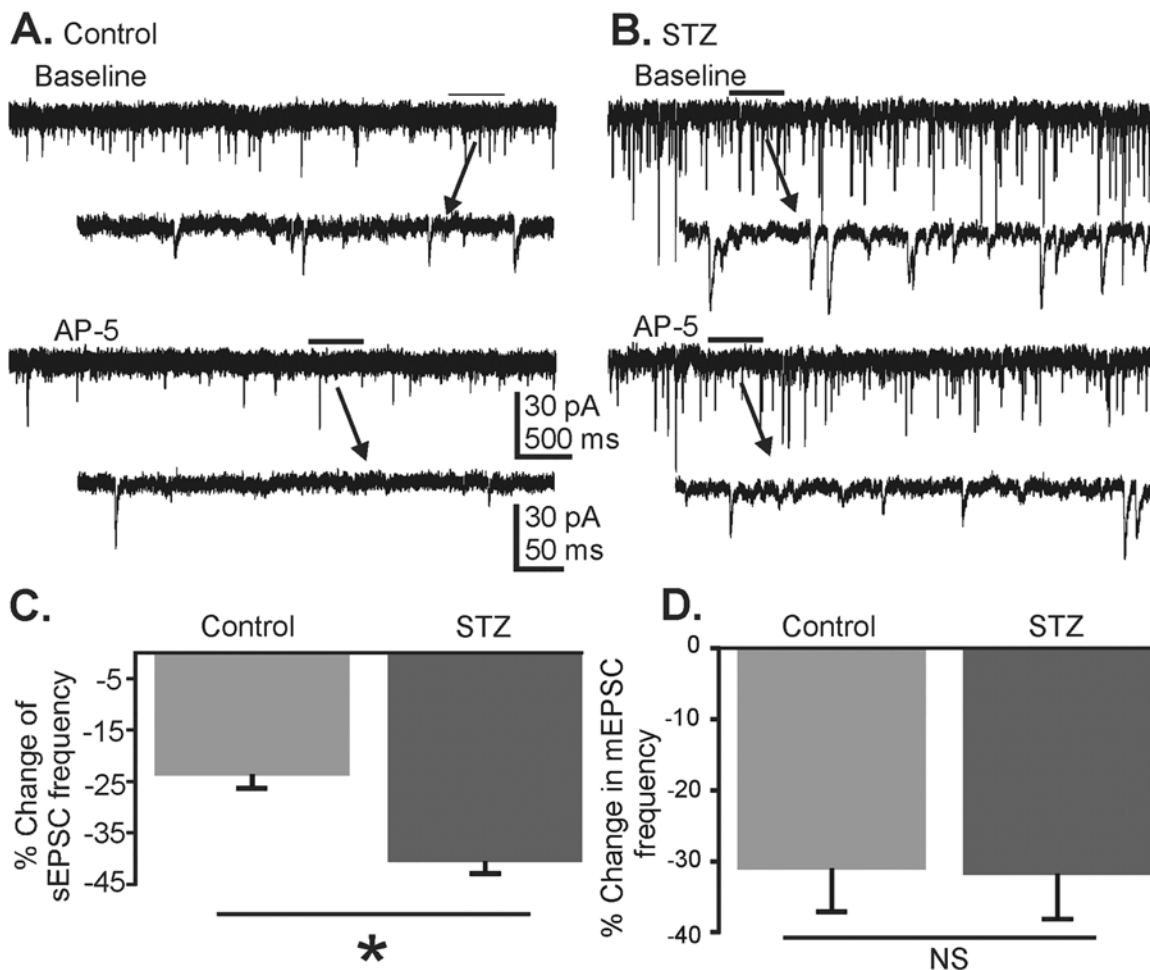 A. Control
Baseline
AP-5
30 pA
500 ms
30 pA
50 ms
B. STZ
Baseline
AP-5
C.
Control
STZ
% Change of
sEPSC frequency
-5
-15
-25
-35
-45
*
D.
Control
STZ
% Change in mEPSC
frequency
0
-10
-20
-30
-40
NS